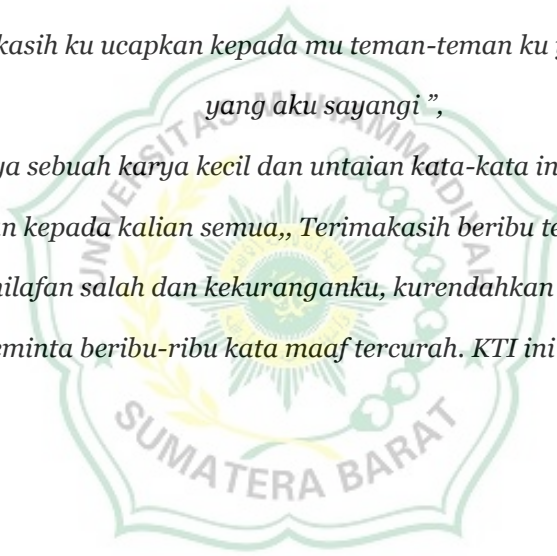 kasih ku ucapkan kepada mu teman-teman ku
yang aku sayangi ”,
ya sebuah karya kecil dan untaian kata-kata in
n kepada kalian semua,, Terimakasih beribu te
hilafan salah dan kekuranganku, kurendahkan
eminta beribu-ribu kata maaf tercurah. KTI ini
UNIVERSITAS MUHAMMADIYAH
SUMATERA BARAT